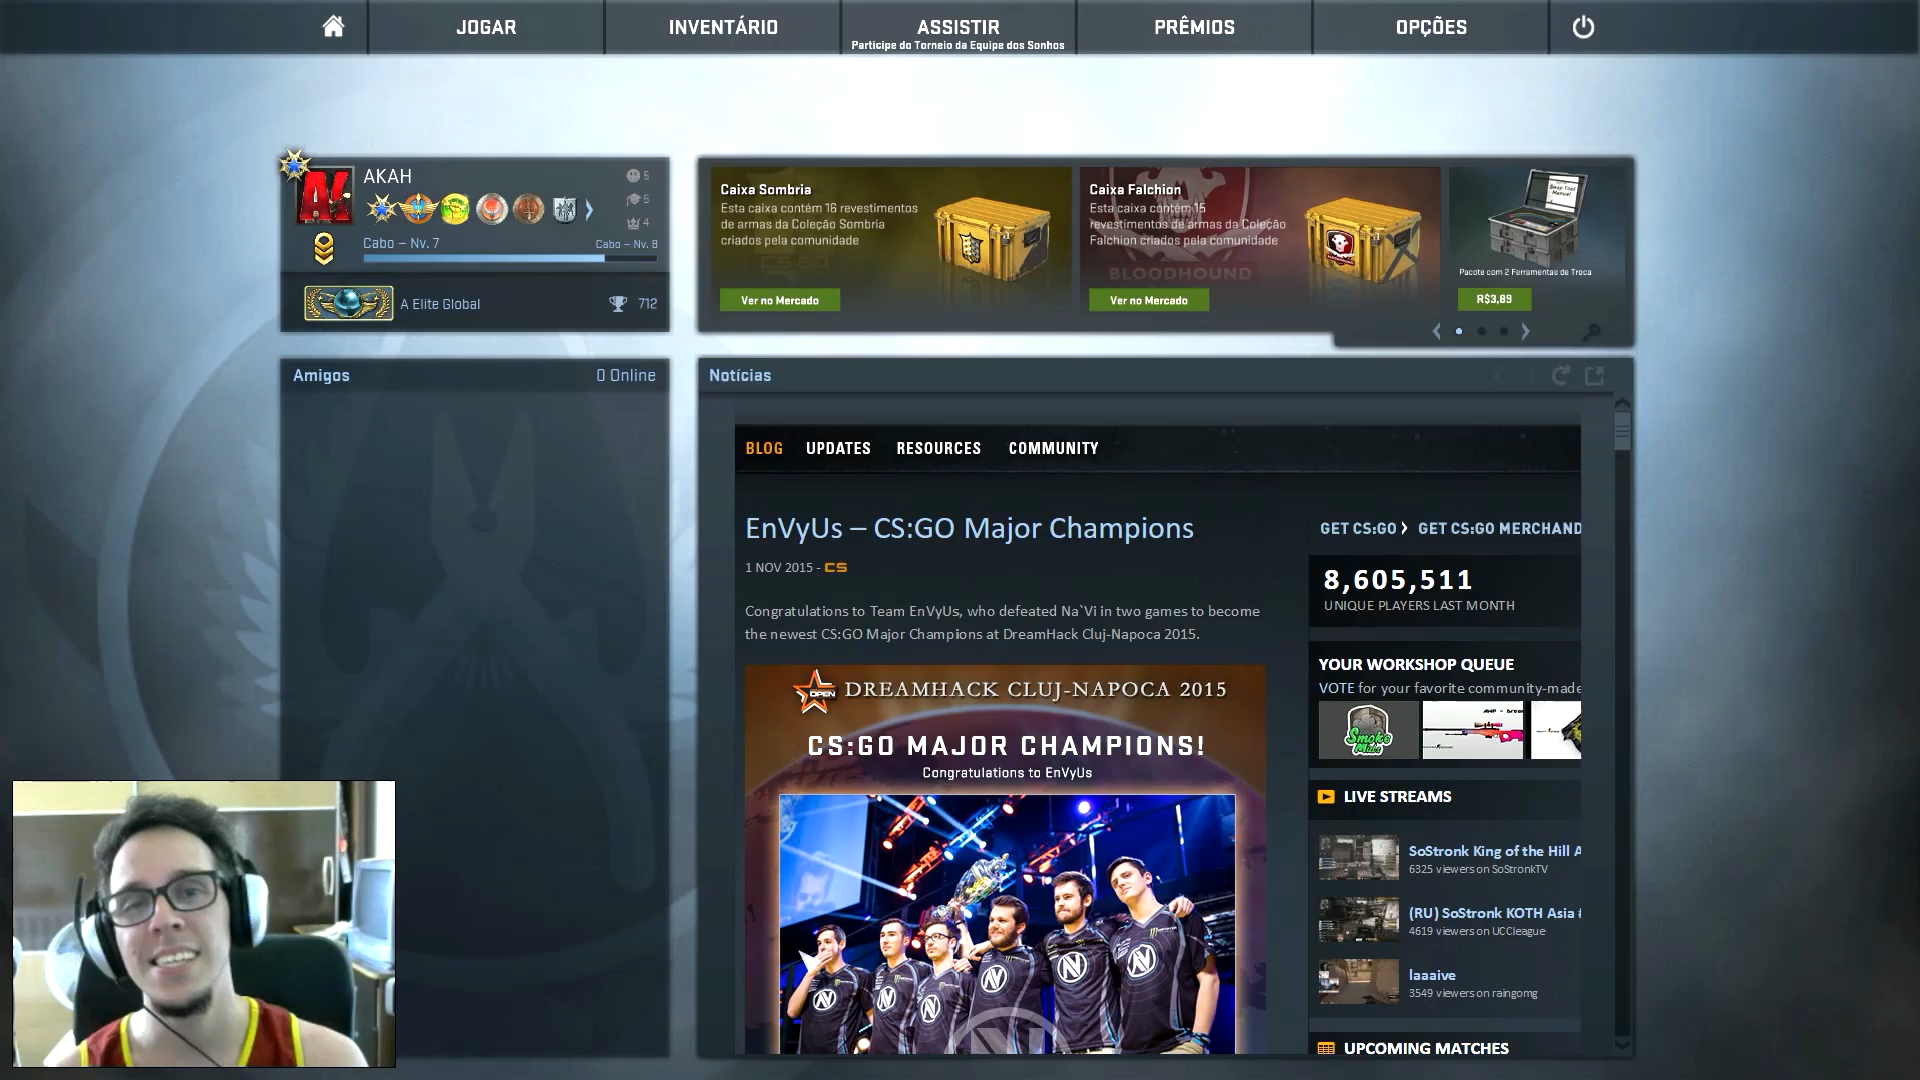 JOGAR
INVENTÁRIO
ASSISTIR
Participe do Torneio da Equipe dos Sonhos
PRÊMIOS
OPÇÕES
AKAH
5
5
4
Cabo – Nv. 7
Cabo – Nv. 8
A Elite Global
712
Caixa Sombria
Esta caixa contém 16 revestimentos
de armas da Coleção Sombria
criados pela comunidade
Ver no Mercado
Caixa Falchion
Esta caixa contém 15
revestimentos de armas da Coleção
Falchion criados pela comunidade
BLOODHOUND
Ver no Mercado
Swap Tool
Manual
Pacote com 2 Ferramentas de Troca
R$3,89
Amigos
0 Online
Notícias
BLOG
UPDATES
RESOURCES
COMMUNITY
EnVyUs – CS:GO Major Champions
1 NOV 2015 - CS
Congratulations to Team EnVyUs, who defeated Na`Vi in two games to become
the newest CS:GO Major Champions at DreamHack Cluj-Napoca 2015.
OPEN
DREAMHACK CLUJ-NAPOCA 2015
CS:GO MAJOR CHAMPIONS!
Congratulations to EnVyUs
GET CS:GO
GET CS:GO MERCHAND
8,605,511
UNIQUE PLAYERS LAST MONTH
YOUR WORKSHOP QUEUE
VOTE for your favorite community-made
Smoke
LIVE STREAMS
SoStronk King of the Hill A
6325 viewers on SoStronkTV
(RU) SoStronk KOTH Asia
4619 viewers on UCCleague
laaaive
3549 viewers on raingomg
UPCOMING MATCHES